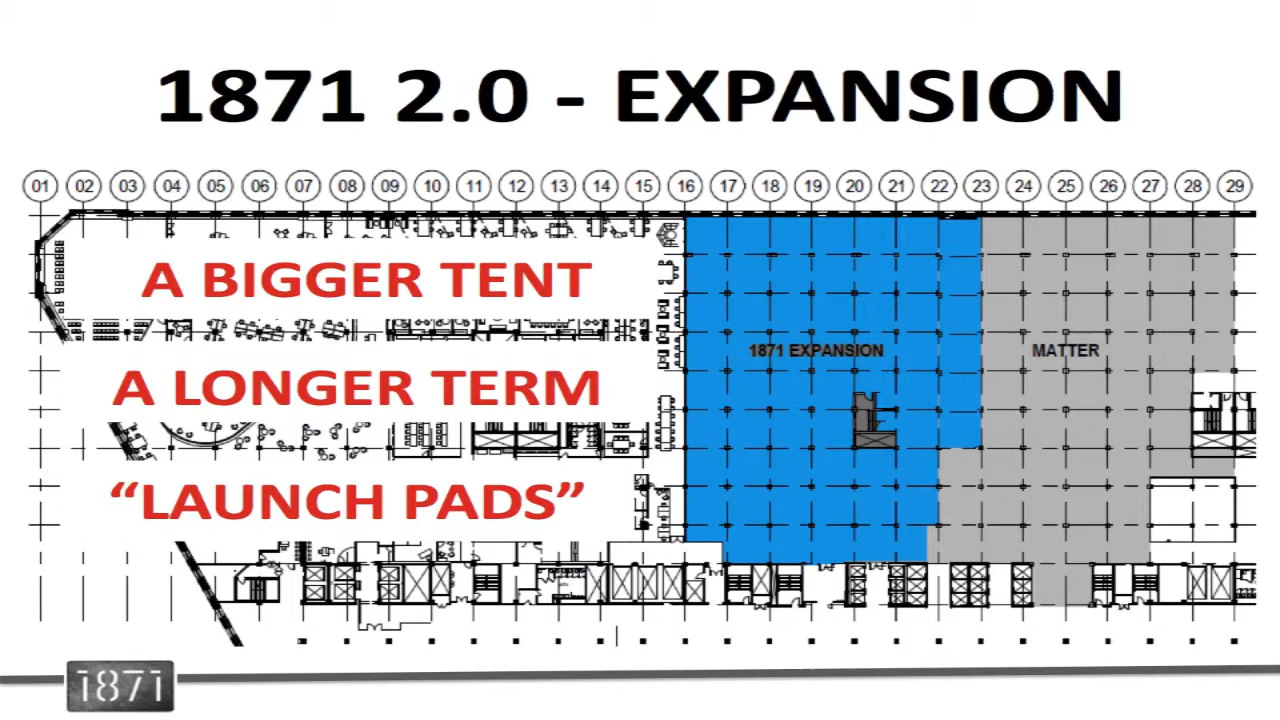 1871 2.0 - EXPANSION
01 02 03 04 05 06 07 08 09 10 11 12 13 14 15 16 17 18 19 20 21 22 23 24 25 26 27 28 29
A BIGGER TENT
1871 EXPANSION MATTER
A LONGER TERM
“LAUNCH PADS”
1871